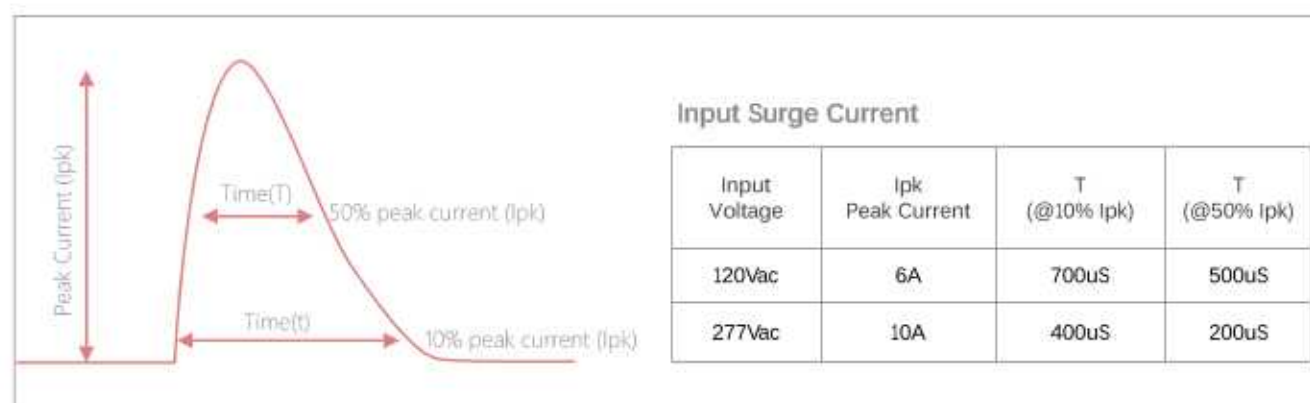 Peak Current (Ipk)
Time(T)
50% peak current (Ipk)
Time(t)
10% peak current (Ipk)
Input Surge Current
Input Voltage Ipk Peak Current T (@10% Ipk) T (@50% Ipk)
120Vac 6A 700uS 500uS
277Vac 10A 400uS 200uS